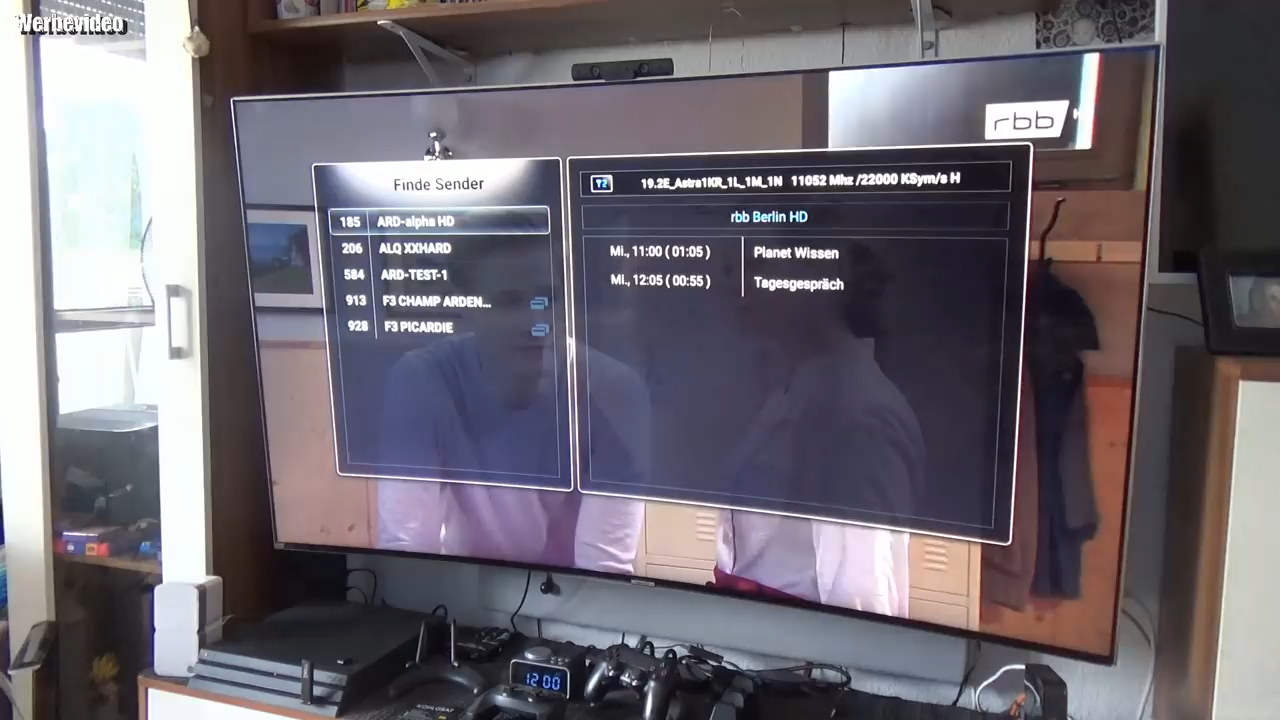 Werbevideo
rbb
Finde Sender
185 ARD-alpha HD
206 ALQ XXHARD
584 ARD-TEST-1
913 F3 CHAMP ARDEN...
928 F3 PICARDIE
T2 19.2E_Astra1KR_1L_1M_1N 11052 Mhz /22000 KSym/s H
rbb Berlin HD
Mi., 11:00 ( 01:05 ) Planet Wissen
Mi., 12:05 ( 00:55 ) Tagesgespräch
12:00